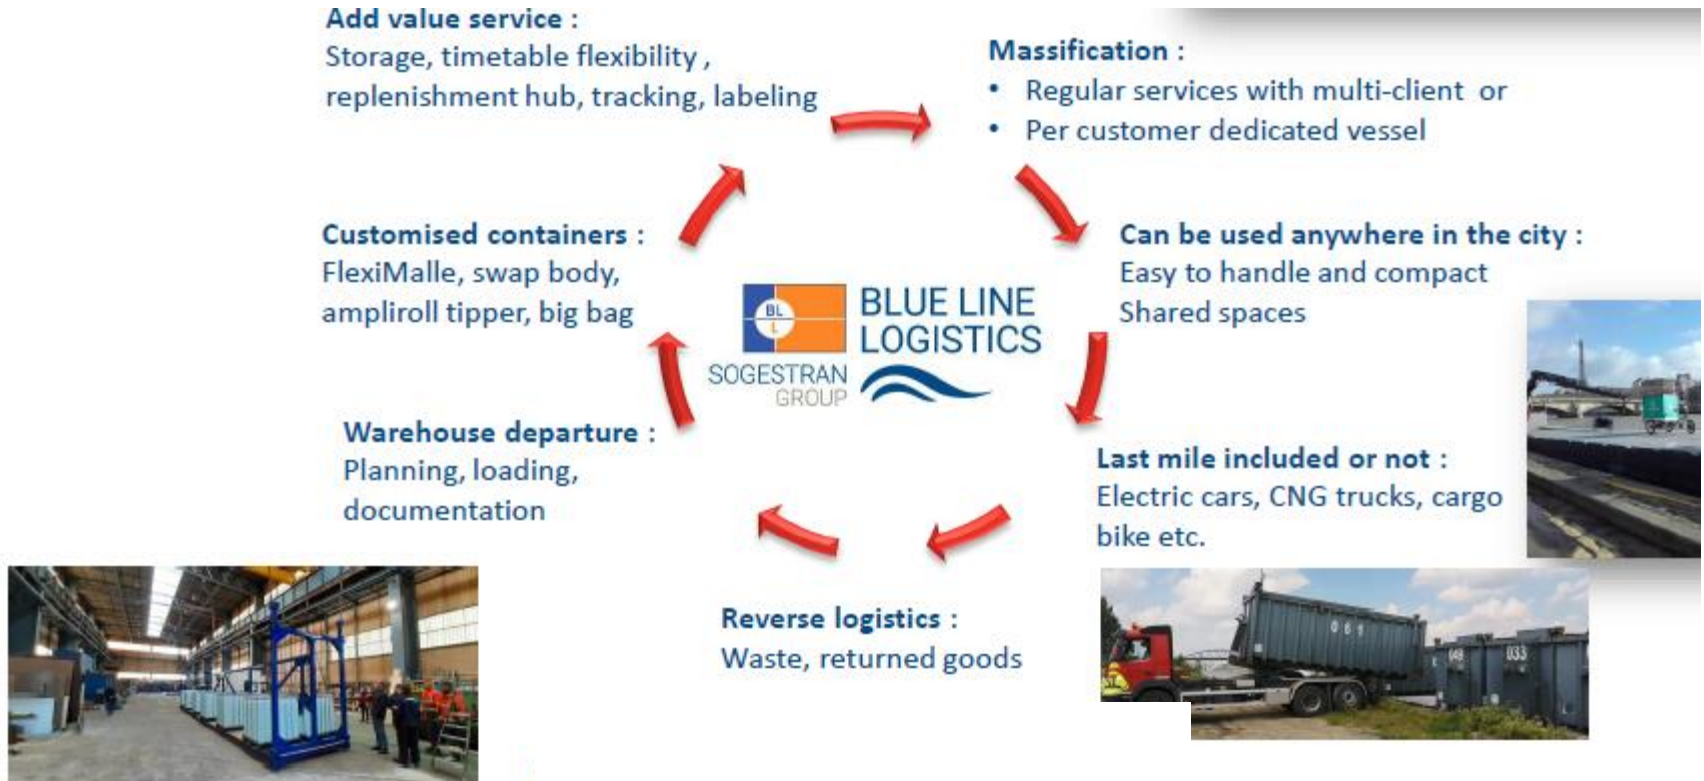 Add value service :
Storage, timetable flexibility ,
replenishment hub, tracking, labeling
Massification :
• Regular services with multi-client or
• Per customer dedicated vessel
Customised containers :
FlexiMalle, swap body,
ampliroll tipper, big bag
Can be used anywhere in the city :
Easy to handle and compact
Shared spaces
BL
L
BLUE LINE
LOGISTICS
SOGESTRAN
GROUP
Warehouse departure :
Planning, loading,
documentation
Last mile included or not :
Electric cars, CNG trucks, cargo
bike etc.
Reverse logistics :
Waste, returned goods
061
049
033